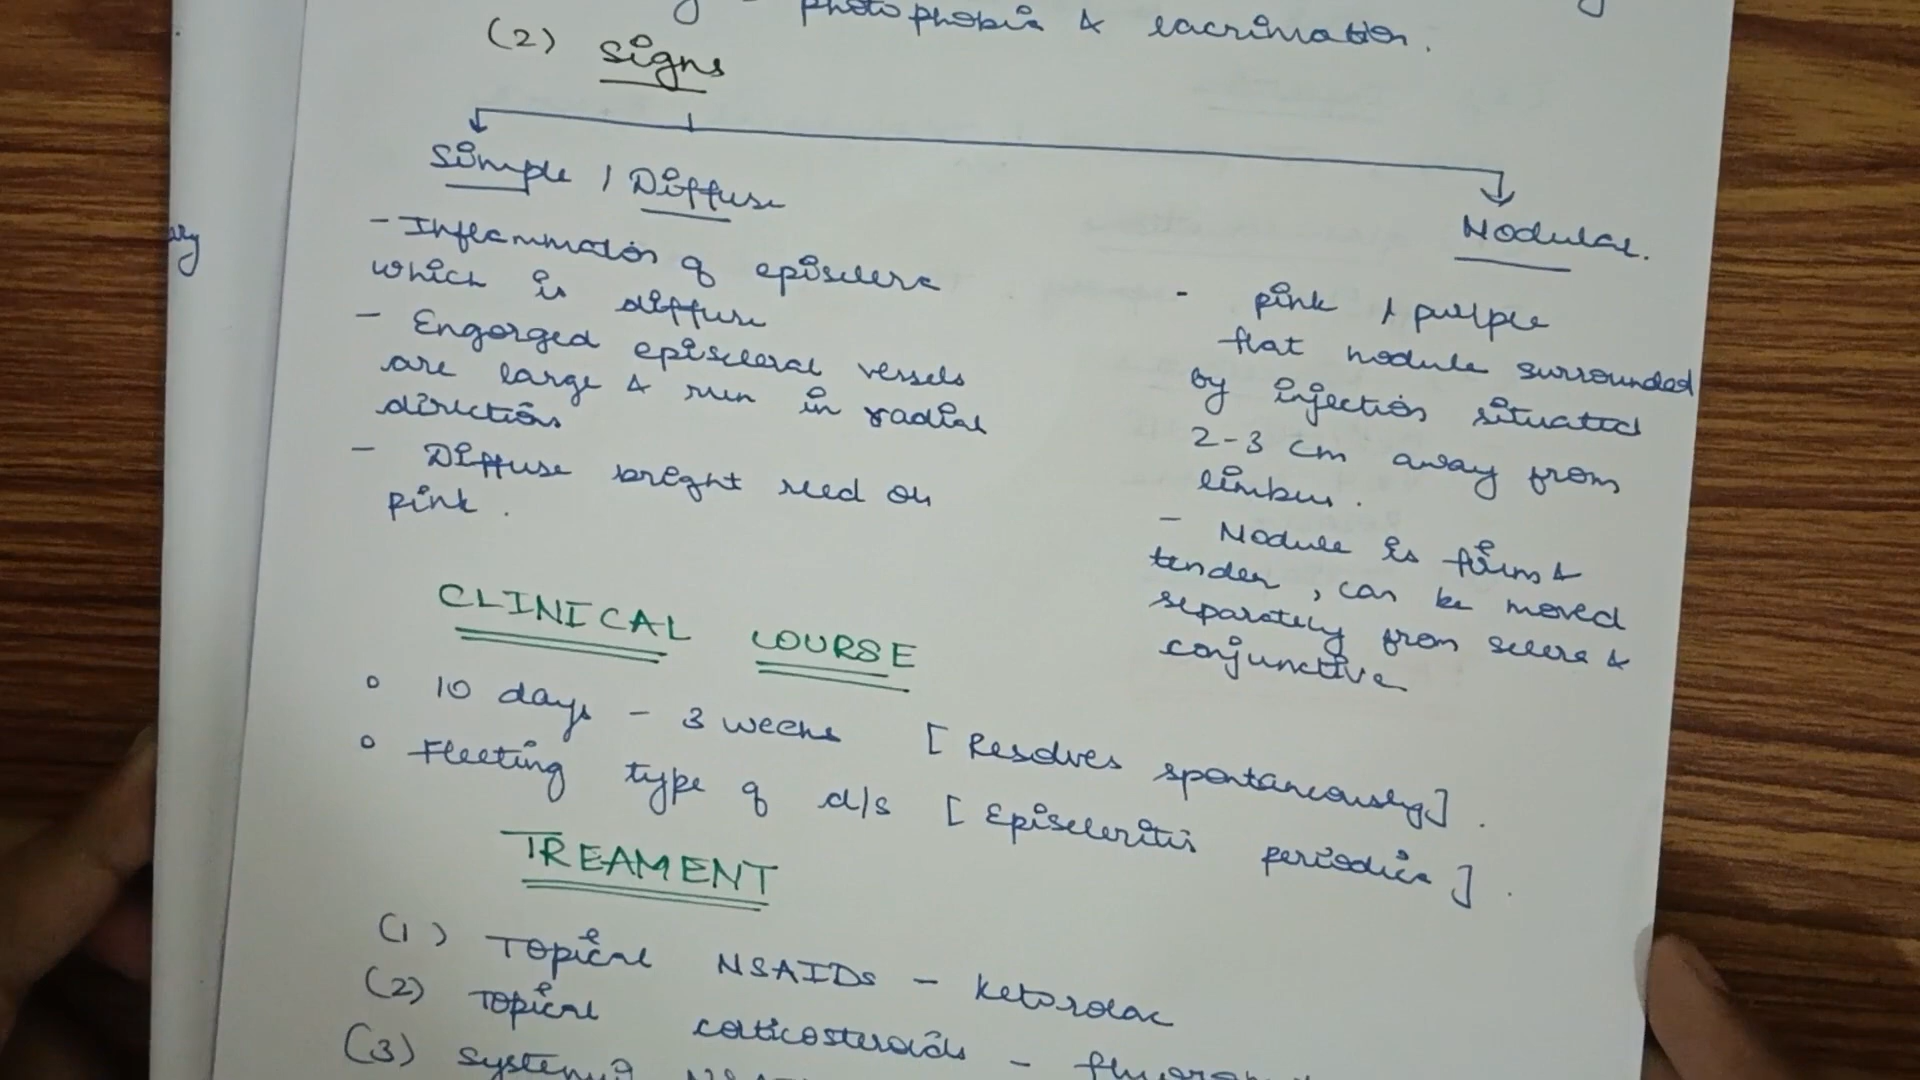 photophobia & lacrimation.
(2) Signs
Simple / Diffuse
- Inflammation of episclera
which is diffuse
- Engorged episcleral vessels
are large & run in radial
direction
- Diffuse bright red or
pink.
Nodular.
- pink / purple
flat nodule surrounded
by injection situated
2-3 cm away from
limbus.
- Nodule is firm &
tender, can be moved
separately from sclera &
conjunctiva
CLINICAL COURSE
o 10 days - 3 weeks [Resolves spontaneously].
o Fleeting type of d/s [Episcleritis periodica].
TREAMENT
(1) Topical NSAIDs - ketorolac
(2) Topical corticosteroids -
(3)